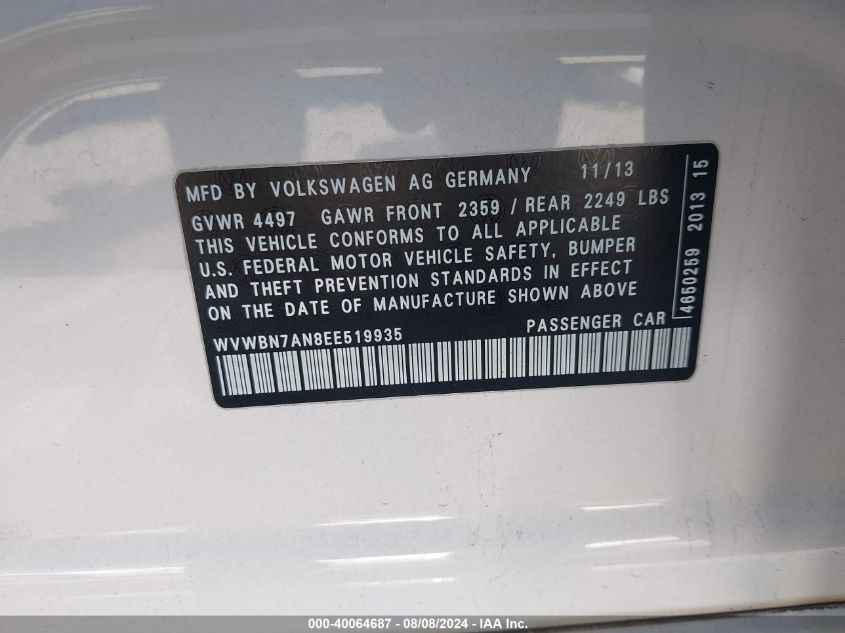 MFD BY VOLKSWAGEN AG GERMANY 11/13
GVWR 4497 GAWR FRONT 2359 / REAR 2249 LBS
THIS VEHICLE CONFORMS TO ALL APPLICABLE
U.S. FEDERAL MOTOR VEHICLE SAFETY, BUMPER
AND THEFT PREVENTION STANDARDS IN EFFECT
ON THE DATE OF MANUFACTURE SHOWN ABOVE
WVWBN7AN8EE519935 PASSENGER CAR
4650259 2013 15
000-40064687 - 08/08/2024 - IAA Inc.